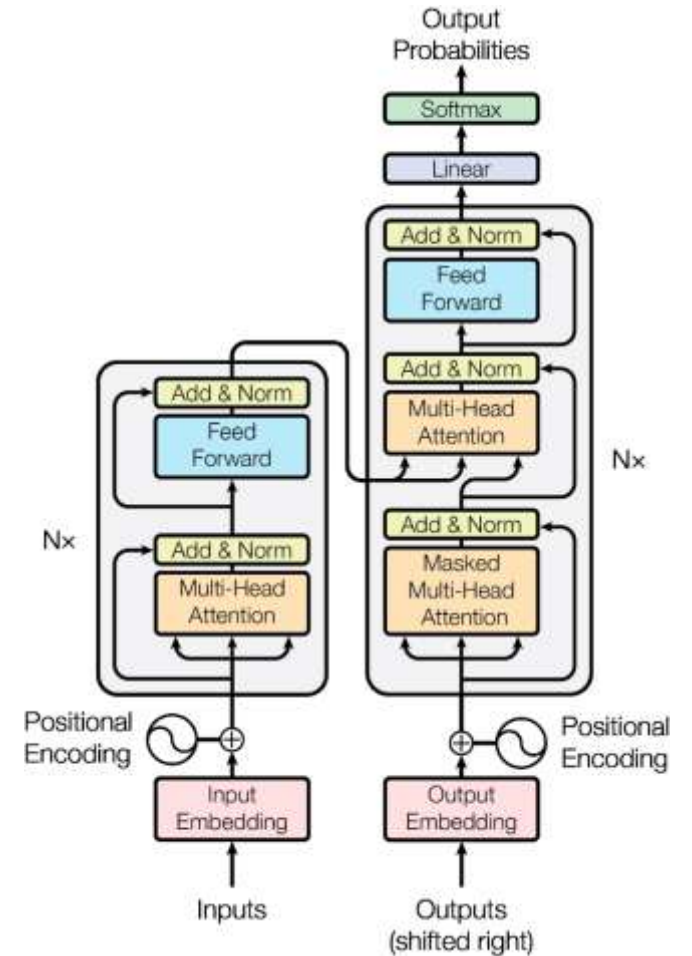 Output
Probabilities
Softmax
Linear
Add & Norm
Feed
Forward
Add & Norm
Multi-Head
Attention
Nx
Add & Norm
Masked
Multi-Head
Attention
Add & Norm
Feed
Forward
Nx
Add & Norm
Multi-Head
Attention
Positional
Encoding
Positional
Encoding
Input
Embedding
Output
Embedding
Inputs
Outputs
(shifted right)